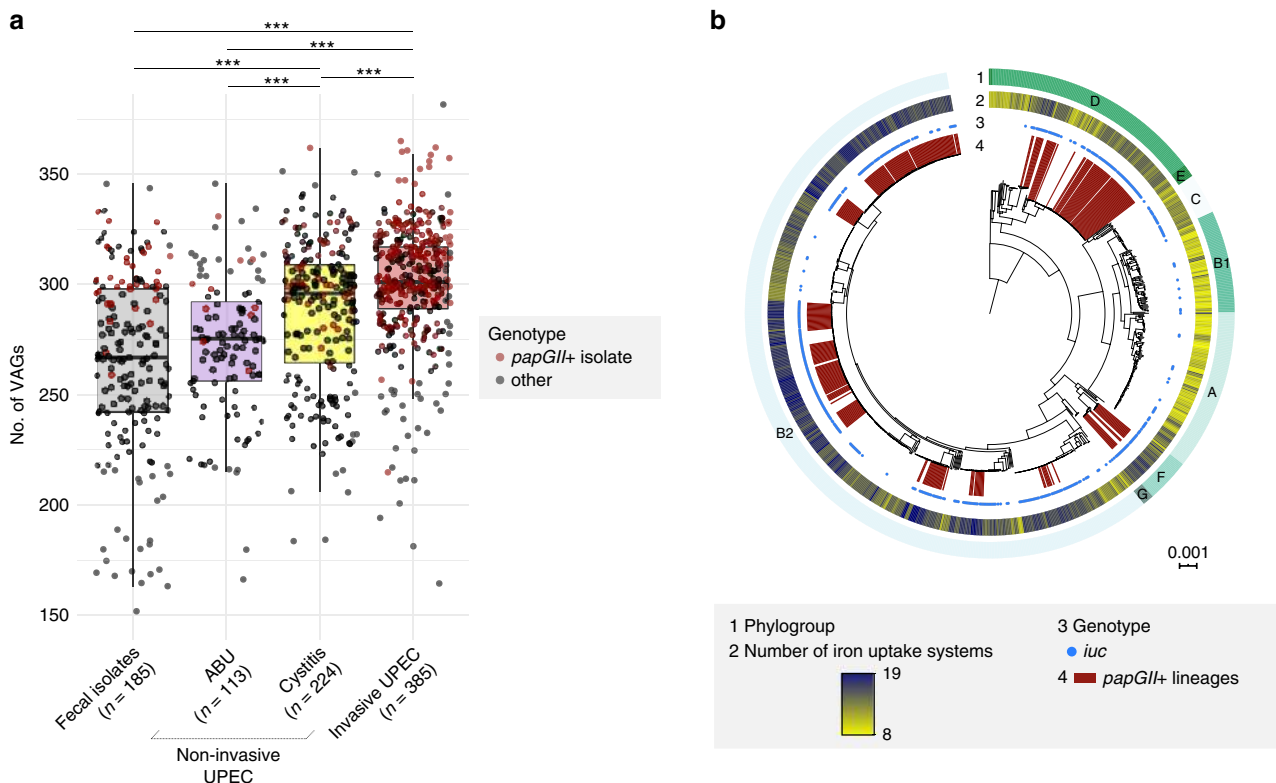 a
***
***
***
***
***
No. of VAGs
350
300
250
200
150
Fecal isolates
(n = 185)
ABU
(n = 113)
Cystitis
(n = 224)
Invasive UPEC
(n = 385)
Non-invasive
UPEC
Genotype
papGII+ isolate
other
b
1
2
3
4
D
E
C
B1
A
F
G
B2
0.001
1 Phylogroup
2 Number of iron uptake systems
19
8
3 Genotype
iuc
4 papGII+ lineages